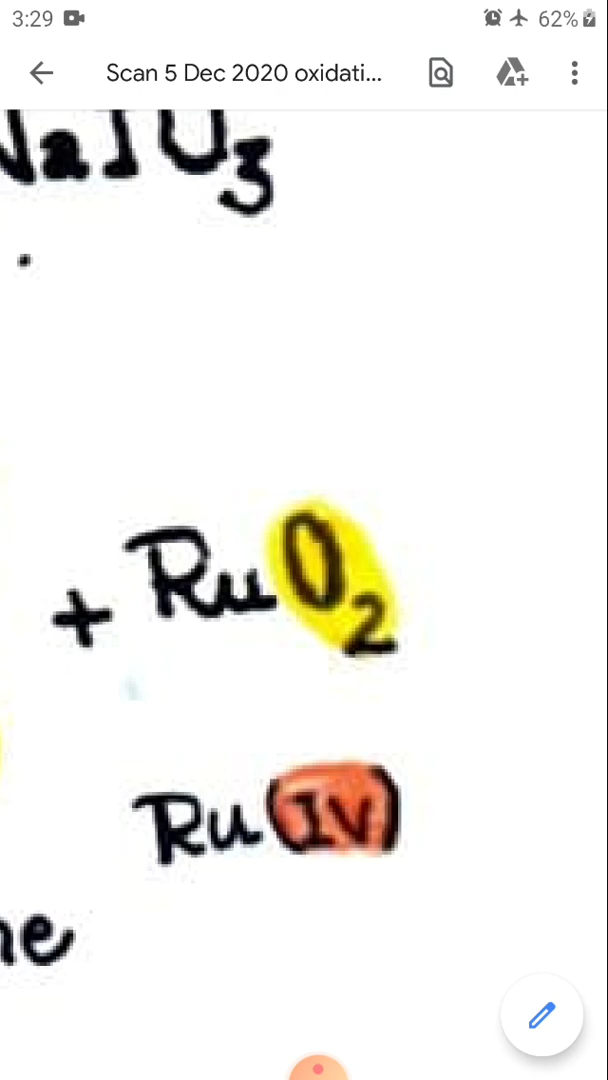 3:29 62%
Scan 5 Dec 2020 oxidati...
NaIO3
.
+ RuO2
Ru(IV)
ne